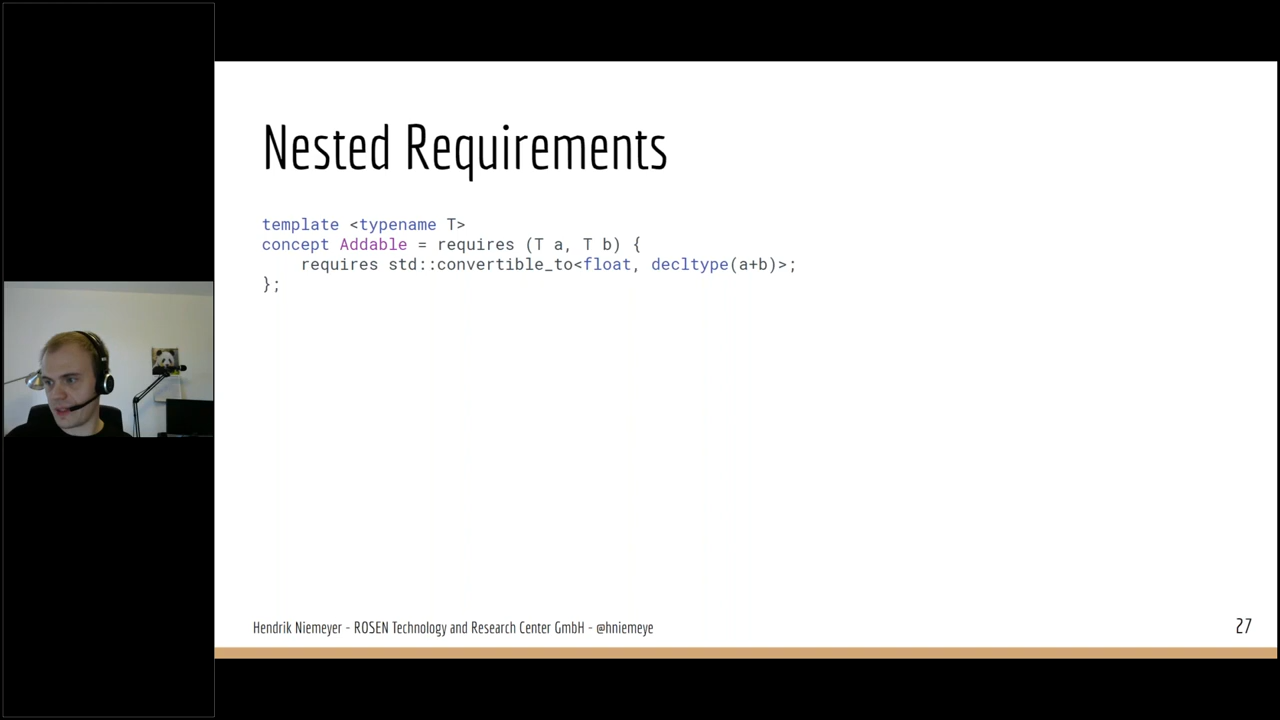 Nested Requirements
template <typename T>
concept Addable = requires (T a, T b) {
    requires std::convertible_to<float, decltype(a+b)>;
};
Hendrik Niemeyer - ROSEN Technology and Research Center GmbH - @hniemeye
27